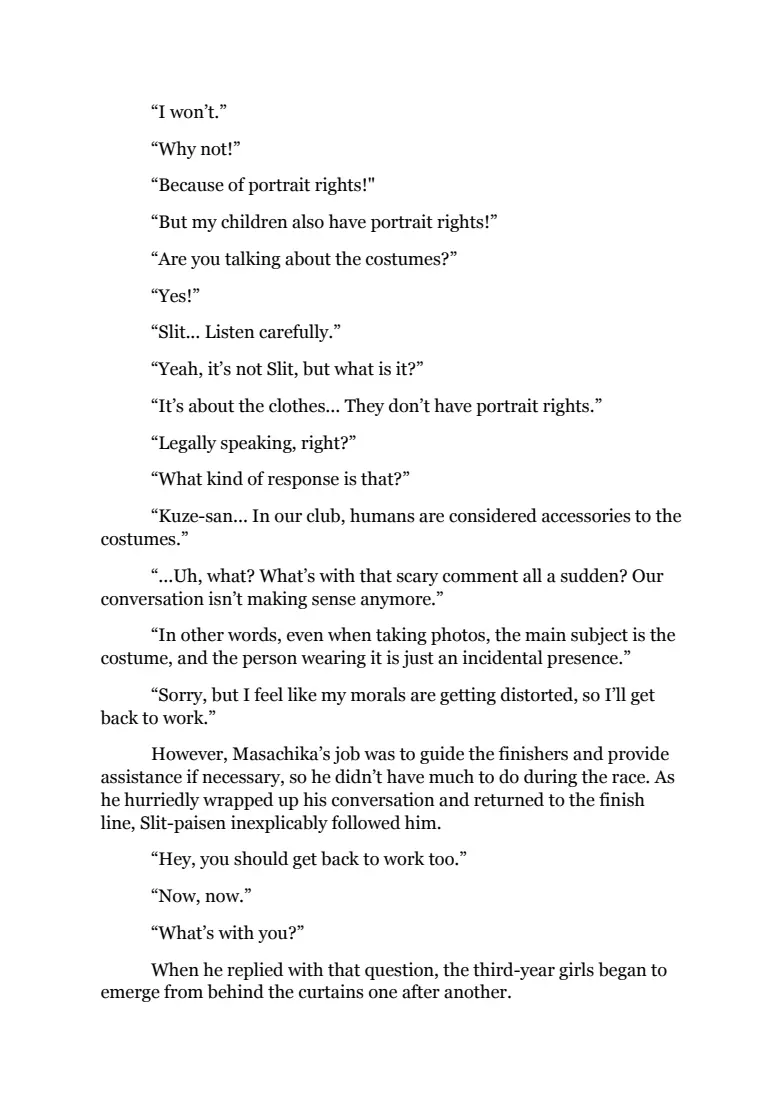 “I won’t.”
“Why not!”
“Because of portrait rights!"
“But my children also have portrait rights!”
“Are you talking about the costumes?”
“Yes!”
“Slit... Listen carefully.”
“Yeah, it’s not Slit, but what is it?”
“It’s about the clothes... They don’t have portrait rights.”
“Legally speaking, right?”
“What kind of response is that?”
“Kuze-san... In our club, humans are considered accessories to the
costumes.”
“...Uh, what? What’s with that scary comment all a sudden? Our
conversation isn’t making sense anymore.”
“In other words, even when taking photos, the main subject is the
costume, and the person wearing it is just an incidental presence.”
“Sorry, but I feel like my morals are getting distorted, so I’ll get
back to work.”
However, Masachika’s job was to guide the finishers and provide
assistance if necessary, so he didn’t have much to do during the race. As
he hurriedly wrapped up his conversation and returned to the finish
line, Slit-paisen inexplicably followed him.
“Hey, you should get back to work too.”
“Now, now.”
“What’s with you?”
When he replied with that question, the third-year girls began to
emerge from behind the curtains one after another.